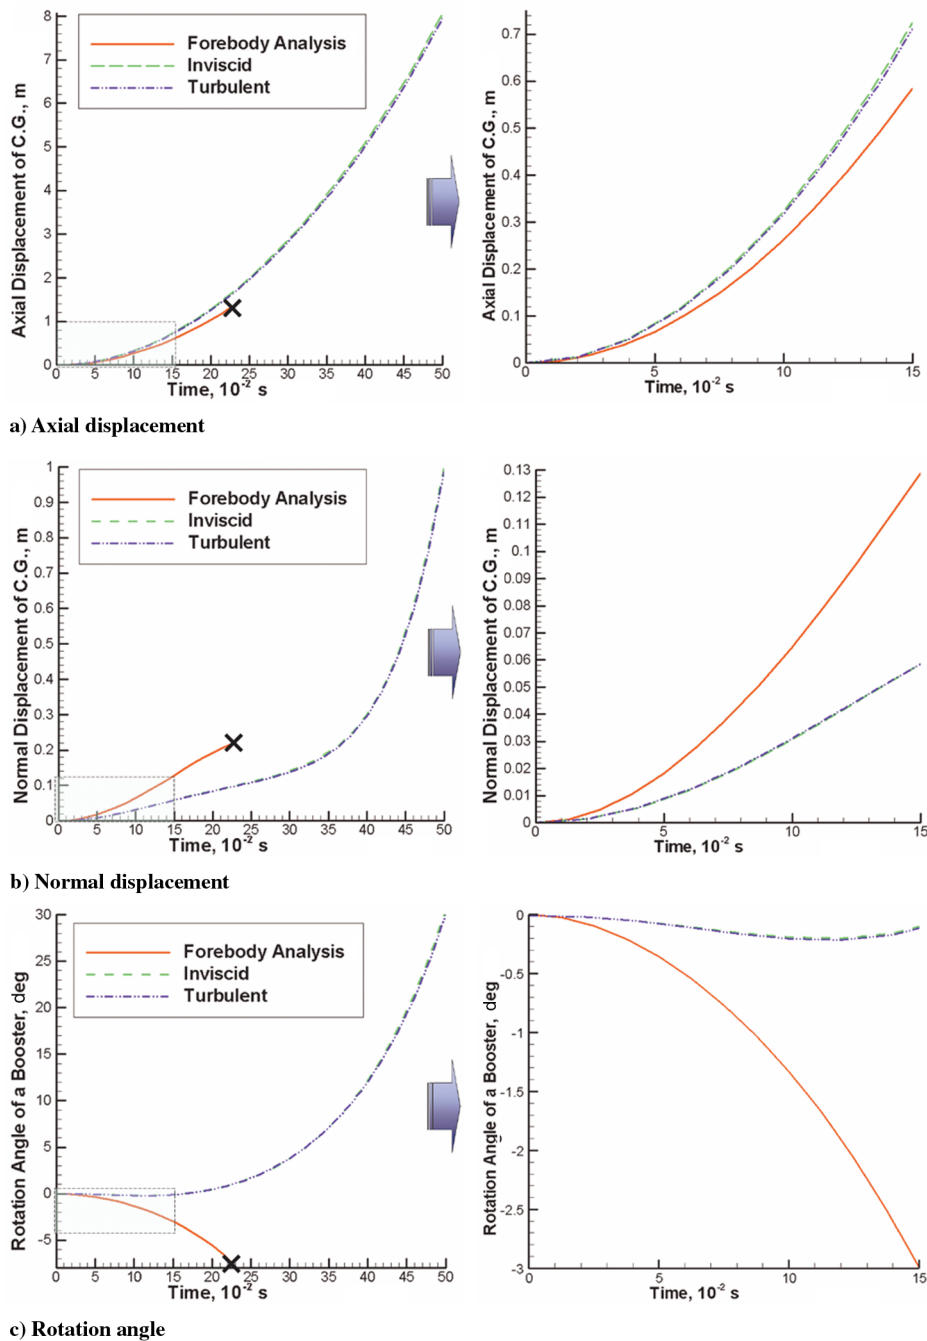 8
7
6
5
4
3
2
1
0
Axial Displacement of C.G., m
Forebody Analysis
Inviscid
Turbulent
0 5 10 15 20 25 30 35 40 45 50
Time, 10-2 s
0.7
0.6
0.5
0.4
0.3
0.2
0.1
0
Axial Displacement of C.G., m
0 5 10 15
Time, 10-2 s
a) Axial displacement
1
0.9
0.8
0.7
0.6
0.5
0.4
0.3
0.2
0.1
0
Normal Displacement of C.G., m
Forebody Analysis
Inviscid
Turbulent
0 5 10 15 20 25 30 35 40 45 50
Time, 10-2 s
0.13
0.12
0.11
0.1
0.09
0.08
0.07
0.06
0.05
0.04
0.03
0.02
0.01
0
Normal Displacement of C.G., m
0 5 10 15
Time, 10-2 s
b) Normal displacement
30
25
20
15
10
5
0
-5
Rotation Angle of a Booster, deg
Forebody Analysis
Inviscid
Turbulent
0 5 10 15 20 25 30 35 40 45 50
Time, 10-2 s
0
-0.5
-1
-1.5
-2
-2.5
-3
Rotation Angle of a Booster, deg
0 5 10 15
Time, 10-2 s
c) Rotation angle